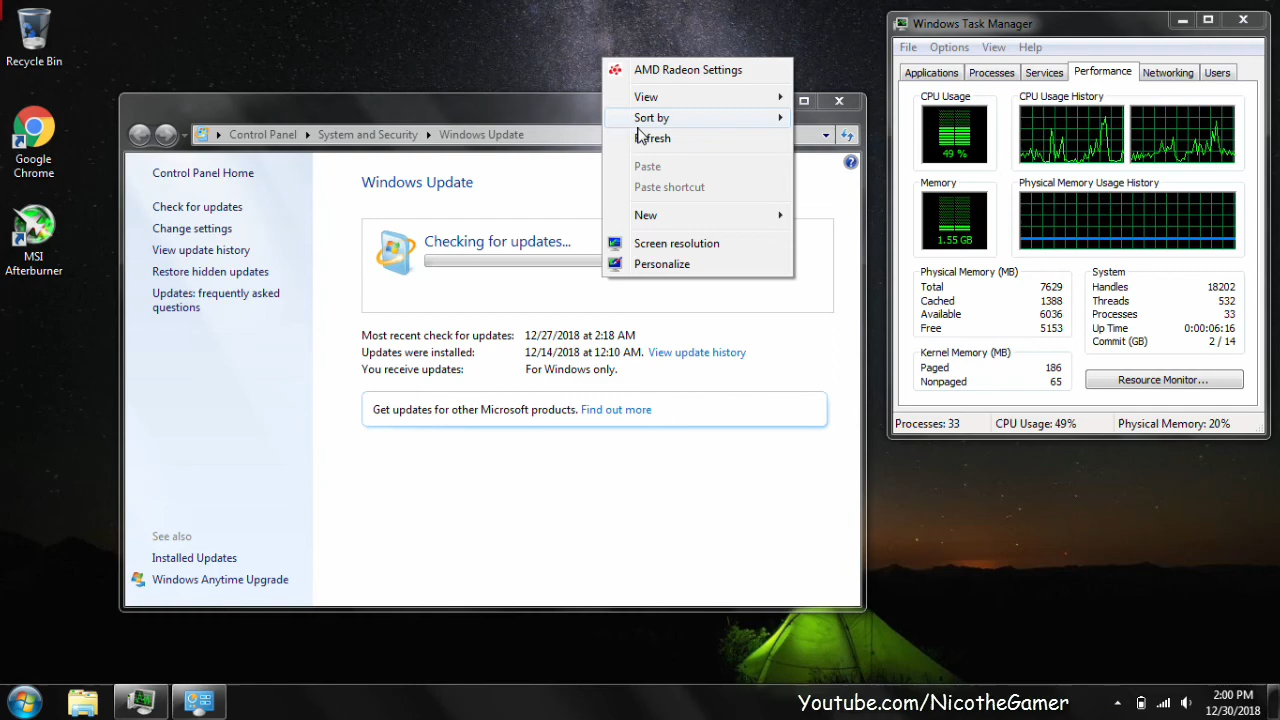 Recycle Bin
Google
Chrome
MSI
Afterburner
Control Panel
System and Security
Windows Update
Control Panel Home
Check for updates
Change settings
View update history
Restore hidden updates
Updates: frequently asked
questions
See also
Installed Updates
Windows Anytime Upgrade
Windows Update
Checking for updates...
Most recent check for updates: 12/27/2018 at 2:18 AM
Updates were installed: 12/14/2018 at 12:10 AM. View update history
You receive updates: For Windows only.
Get updates for other Microsoft products. Find out more
AMD Radeon Settings
View
Sort by
Refresh
Paste
Paste shortcut
New
Screen resolution
Personalize
Windows Task Manager
File Options View Help
Applications Processes Services Performance Networking Users
CPU Usage
CPU Usage History
49 %
Memory
Physical Memory Usage History
1.55 GB
Physical Memory (MB)
Total 7629
Cached 1388
Available 6036
Free 5153
Kernel Memory (MB)
Paged 186
Nonpaged 65
System
Handles 18202
Threads 532
Processes 33
Up Time 0:00:06:16
Commit (GB) 2 / 14
Resource Monitor...
Processes: 33 CPU Usage: 49% Physical Memory: 20%
Youtube.com/NicotheGamer
2:00 PM
12/30/2018